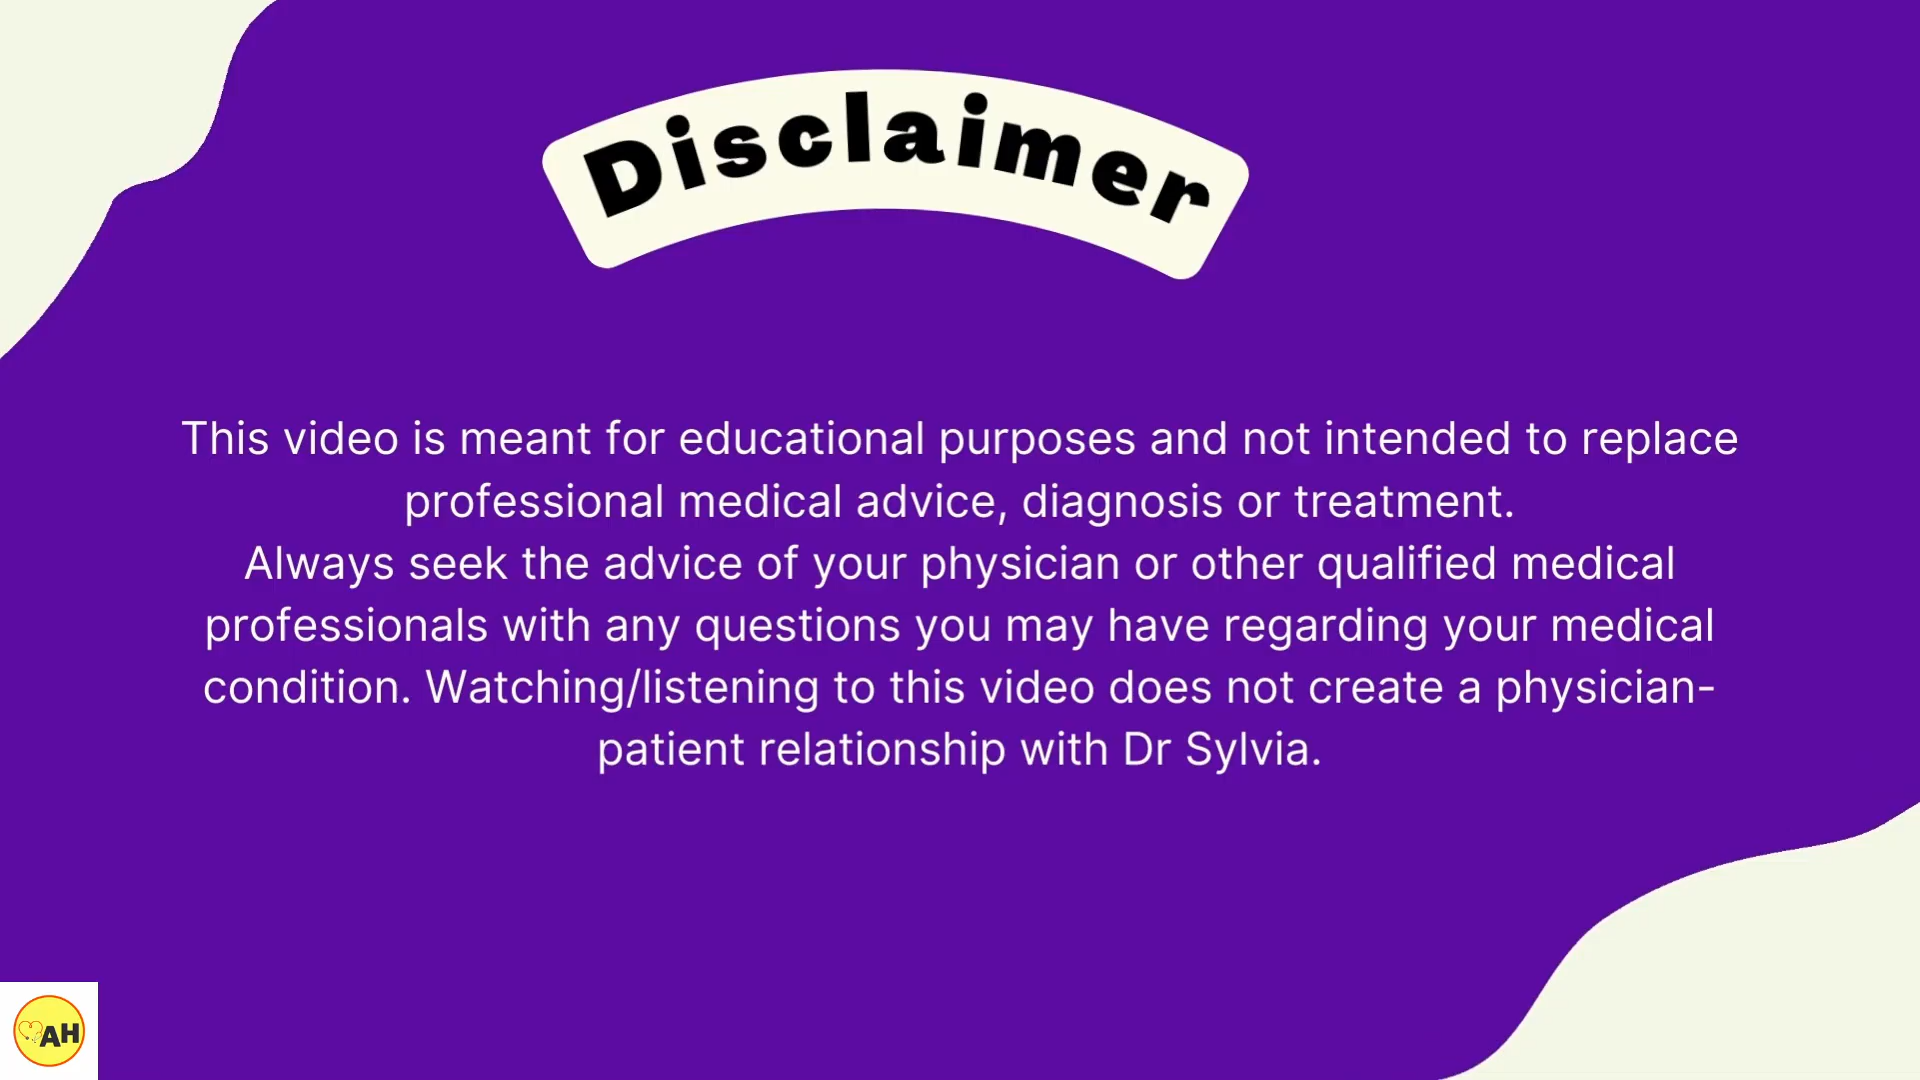 Disclaimer
This video is meant for educational purposes and not intended to replace
professional medical advice, diagnosis or treatment.
Always seek the advice of your physician or other qualified medical
professionals with any questions you may have regarding your medical
condition. Watching/listening to this video does not create a physician-
patient relationship with Dr Sylvia.
AH